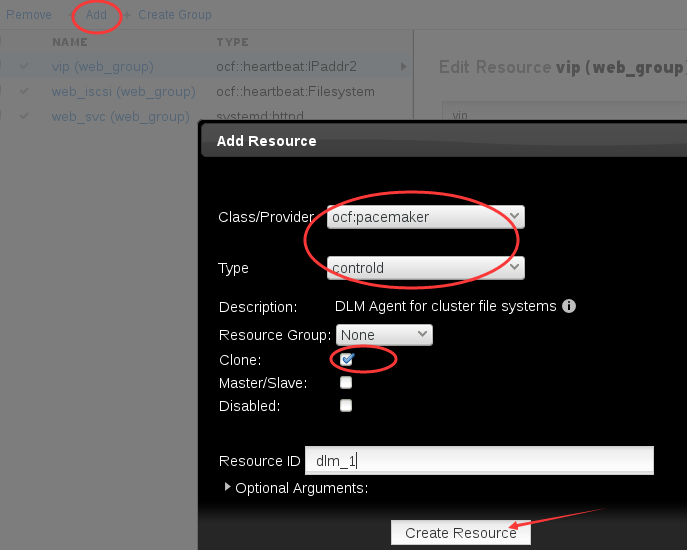 Remove Add + Create Group
NAME TYPE
vip (web_group) ocf::heartbeat:IPaddr2
Edit Resource vip (web_group)
web_iscsi (web_group) ocf::heartbeat:Filesystem
web_svc (web_group) systemd:httpd
vip
Add Resource
Class/Provider ocf:pacemaker
Type controld
Description: DLM Agent for cluster file systems
Resource Group: None
Clone:
Master/Slave:
Disabled:
Resource ID dlm_1
Optional Arguments:
Create Resource